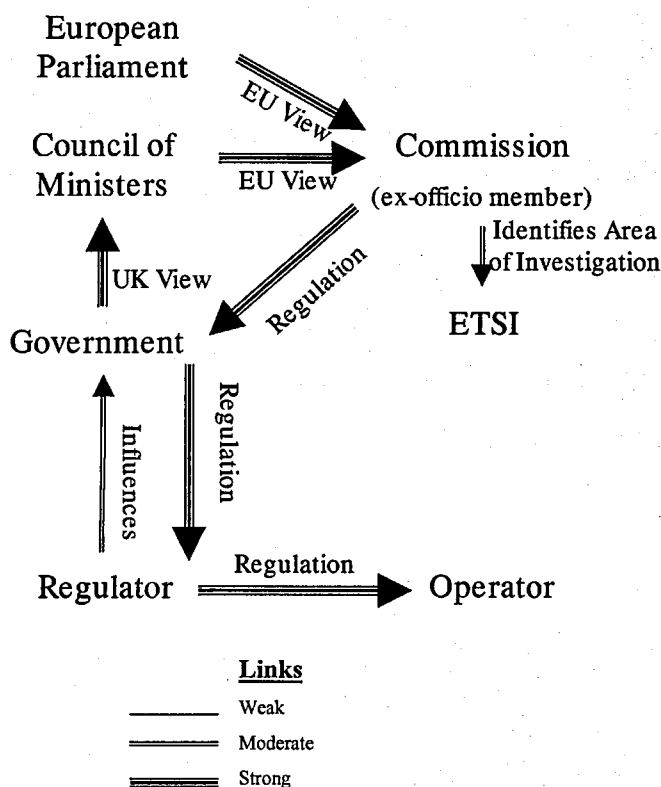 European
Parliament
EU View
Council of
Ministers
EU View
Commission
(ex-officio member)
Identifies Area
of Investigation
UK View
Regulation
ETSI
Government
Influences
Regulation
Regulator
Regulation
Operator
Links
Weak
Moderate
Strong